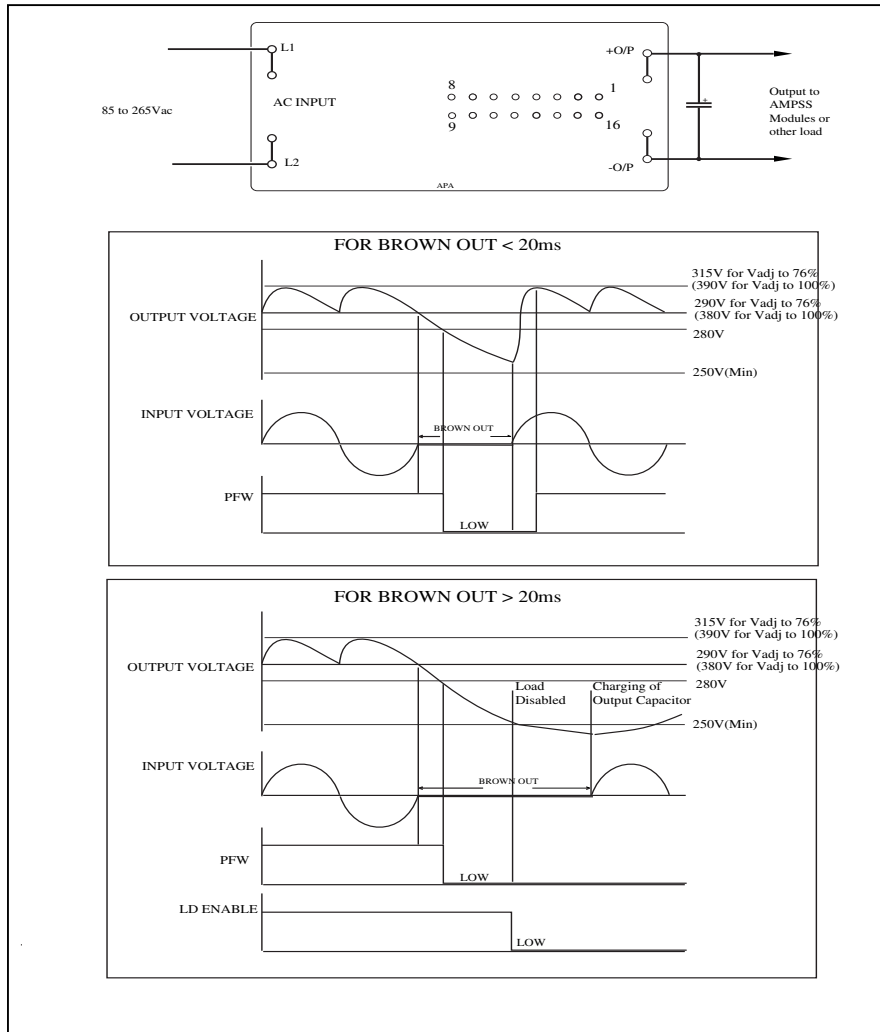 L1
+O/P
8
1
85 to 265Vac
AC INPUT
Output to
AMPSS
Modules or
other load
9
16
L2
-O/P
APA
FOR BROWN OUT < 20ms
315V for Vadj to 76%
(390V for Vadj to 100%)
290V for Vadj to 76%
(380V for Vadj to 100%)
OUTPUT VOLTAGE
280V
250V(Min)
INPUT VOLTAGE
BROWN OUT
PFW
LOW
FOR BROWN OUT > 20ms
315V for Vadj to 76%
(390V for Vadj to 100%)
290V for Vadj to 76%
(380V for Vadj to 100%)
OUTPUT VOLTAGE
280V
Load
Disabled
Charging of
Output Capacitor
250V(Min)
INPUT VOLTAGE
BROWN OUT
PFW
LOW
LD ENABLE
LOW